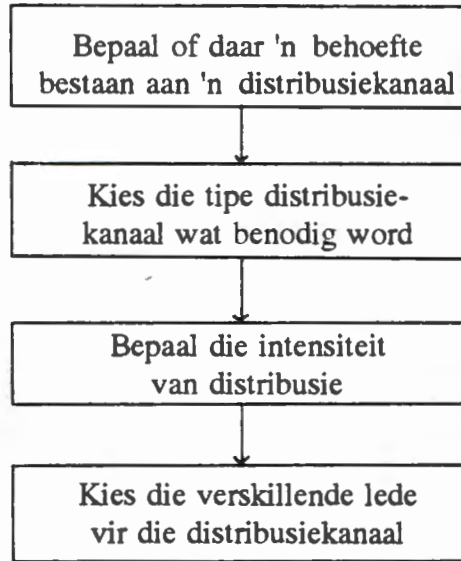 Bepaal of daar 'n behoefte
bestaan aan 'n distribusiekanaal
Kies die tipe distribusie-
kanaal wat benodig word
Bepaal die intensiteit
van distribusie
Kies die verskillende lede
vir die distribusiekanaal